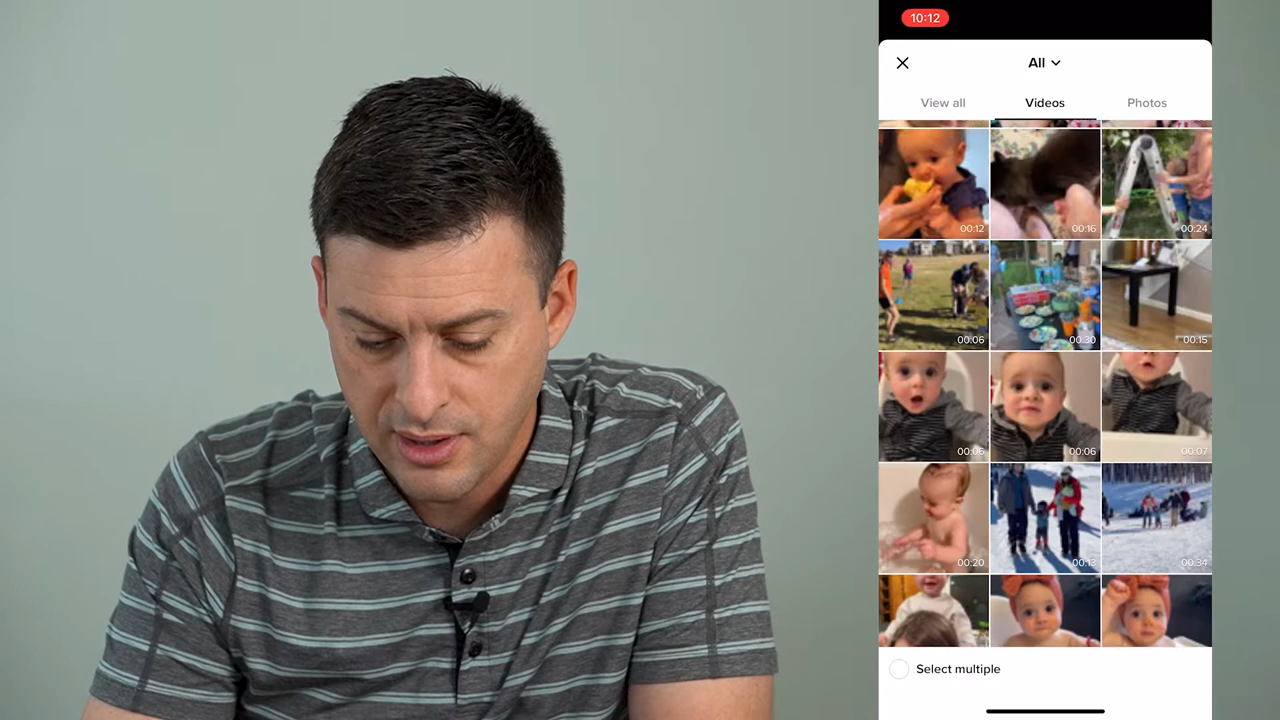 10:12
All
View all Videos Photos
00:12 00:16 00:24
00:06 00:30 00:15
00:06 00:06 00:07
00:20 00:13 00:34
Select multiple